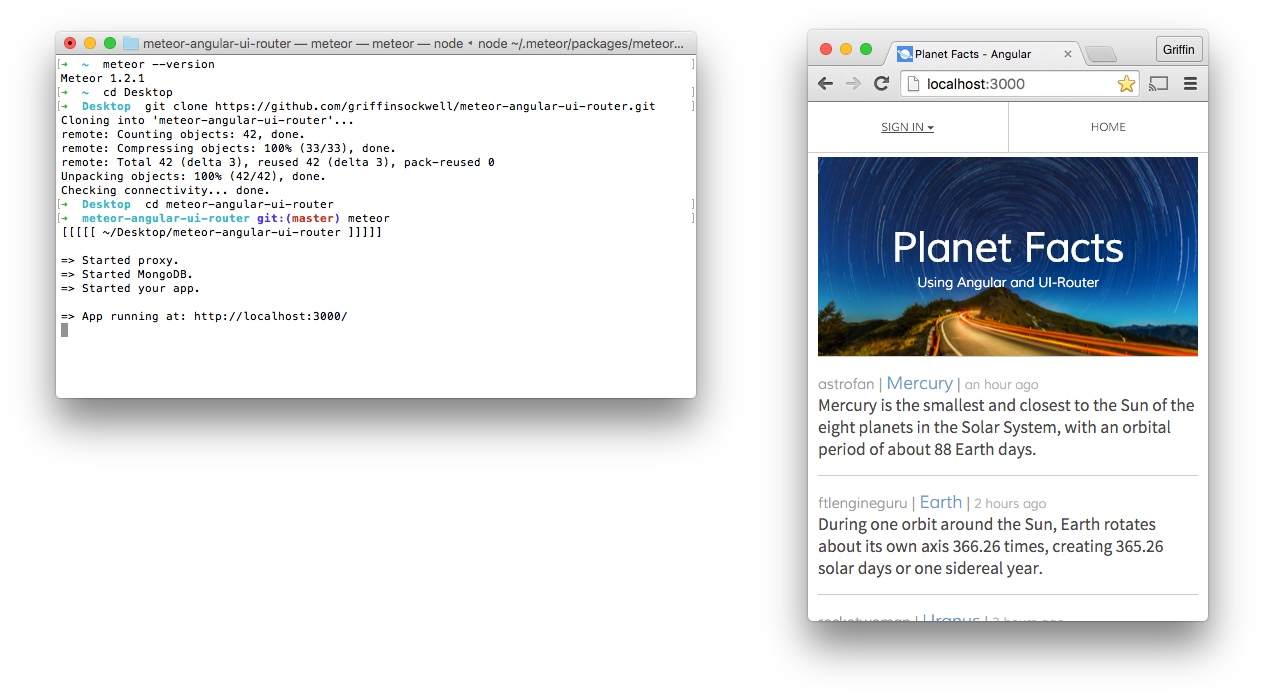 meteor-angular-ui-router — meteor — meteor — node ‹ node ~/.meteor/packages/meteor...
[➜  ~  meteor --version ]
Meteor 1.2.1
[➜  ~  cd Desktop ]
[➜  Desktop  git clone https://github.com/griffinsockwell/meteor-angular-ui-router.git ]
Cloning into 'meteor-angular-ui-router'...
remote: Counting objects: 42, done.
remote: Compressing objects: 100% (33/33), done.
remote: Total 42 (delta 3), reused 42 (delta 3), pack-reused 0
Unpacking objects: 100% (42/42), done.
Checking connectivity... done.
[➜  Desktop  cd meteor-angular-ui-router ]
[➜  meteor-angular-ui-router git:(master) meteor ]
[[[[[ ~/Desktop/meteor-angular-ui-router ]]]]]
=> Started proxy.
=> Started MongoDB.
=> Started your app.
=> App running at: http://localhost:3000/
Planet Facts - Angular
Griffin
localhost:3000
SIGN IN
HOME
Planet Facts
Using Angular and UI-Router
astrofan | Mercury | an hour ago
Mercury is the smallest and closest to the Sun of the
eight planets in the Solar System, with an orbital
period of about 88 Earth days.
ftlengineguru | Earth | 2 hours ago
During one orbit around the Sun, Earth rotates
about its own axis 366.26 times, creating 365.26
solar days or one sidereal year.
rocketwoman | Uranus | 3 hours ago